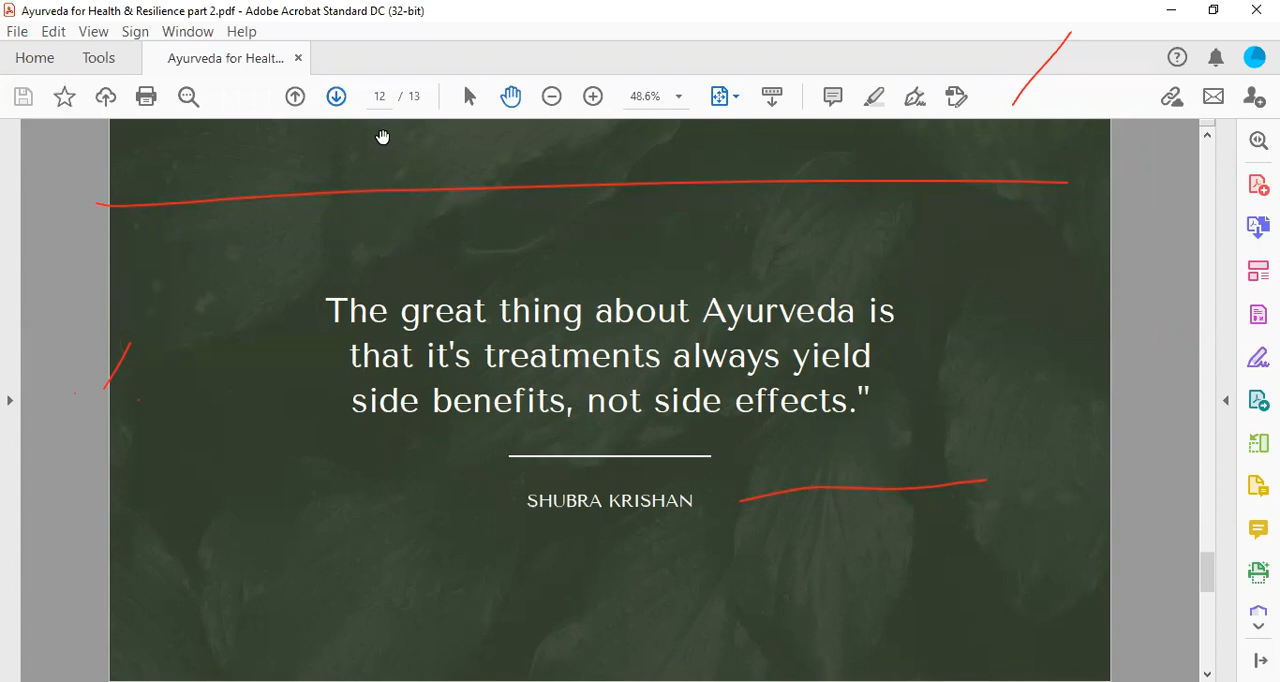 Ayurveda for Health & Resilience part 2.pdf - Adobe Acrobat Standard DC (32-bit)
File Edit View Sign Window Help
Home Tools Ayurveda for Healt... ×
12 / 13 48.6%
The great thing about Ayurveda is
that it's treatments always yield
side benefits, not side effects."
SHUBRA KRISHAN